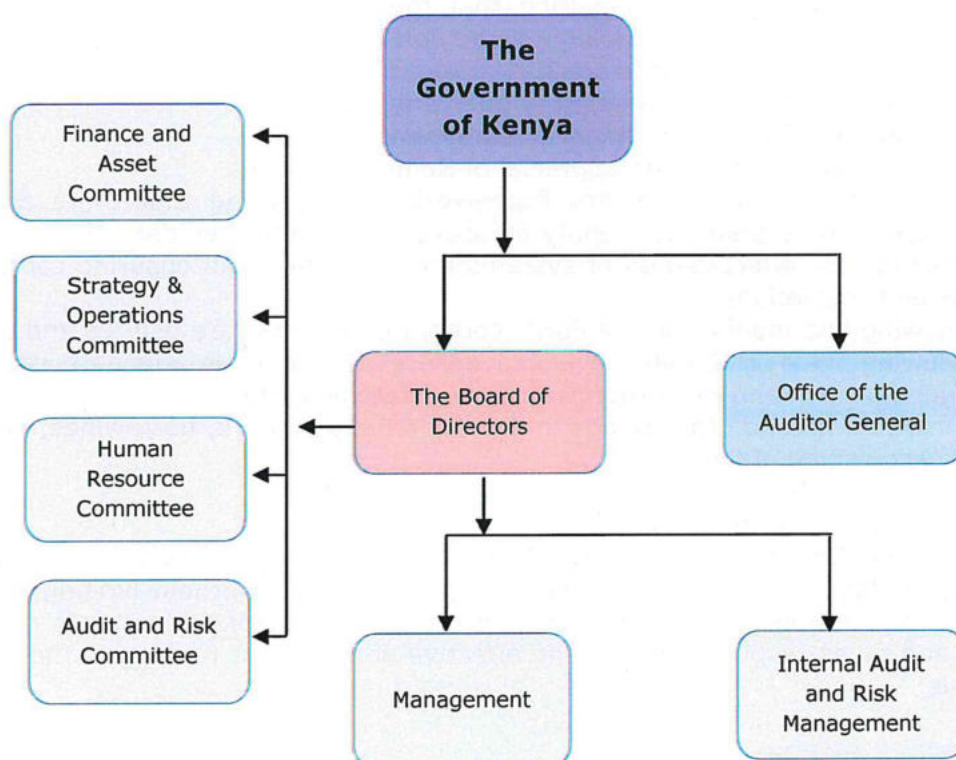 The
Government
of Kenya
Finance and
Asset
Committee
Strategy &
Operations
Committee
The Board of
Directors
Office of the
Auditor General
Human
Resource
Committee
Audit and Risk
Committee
Management
Internal Audit
and Risk
Management